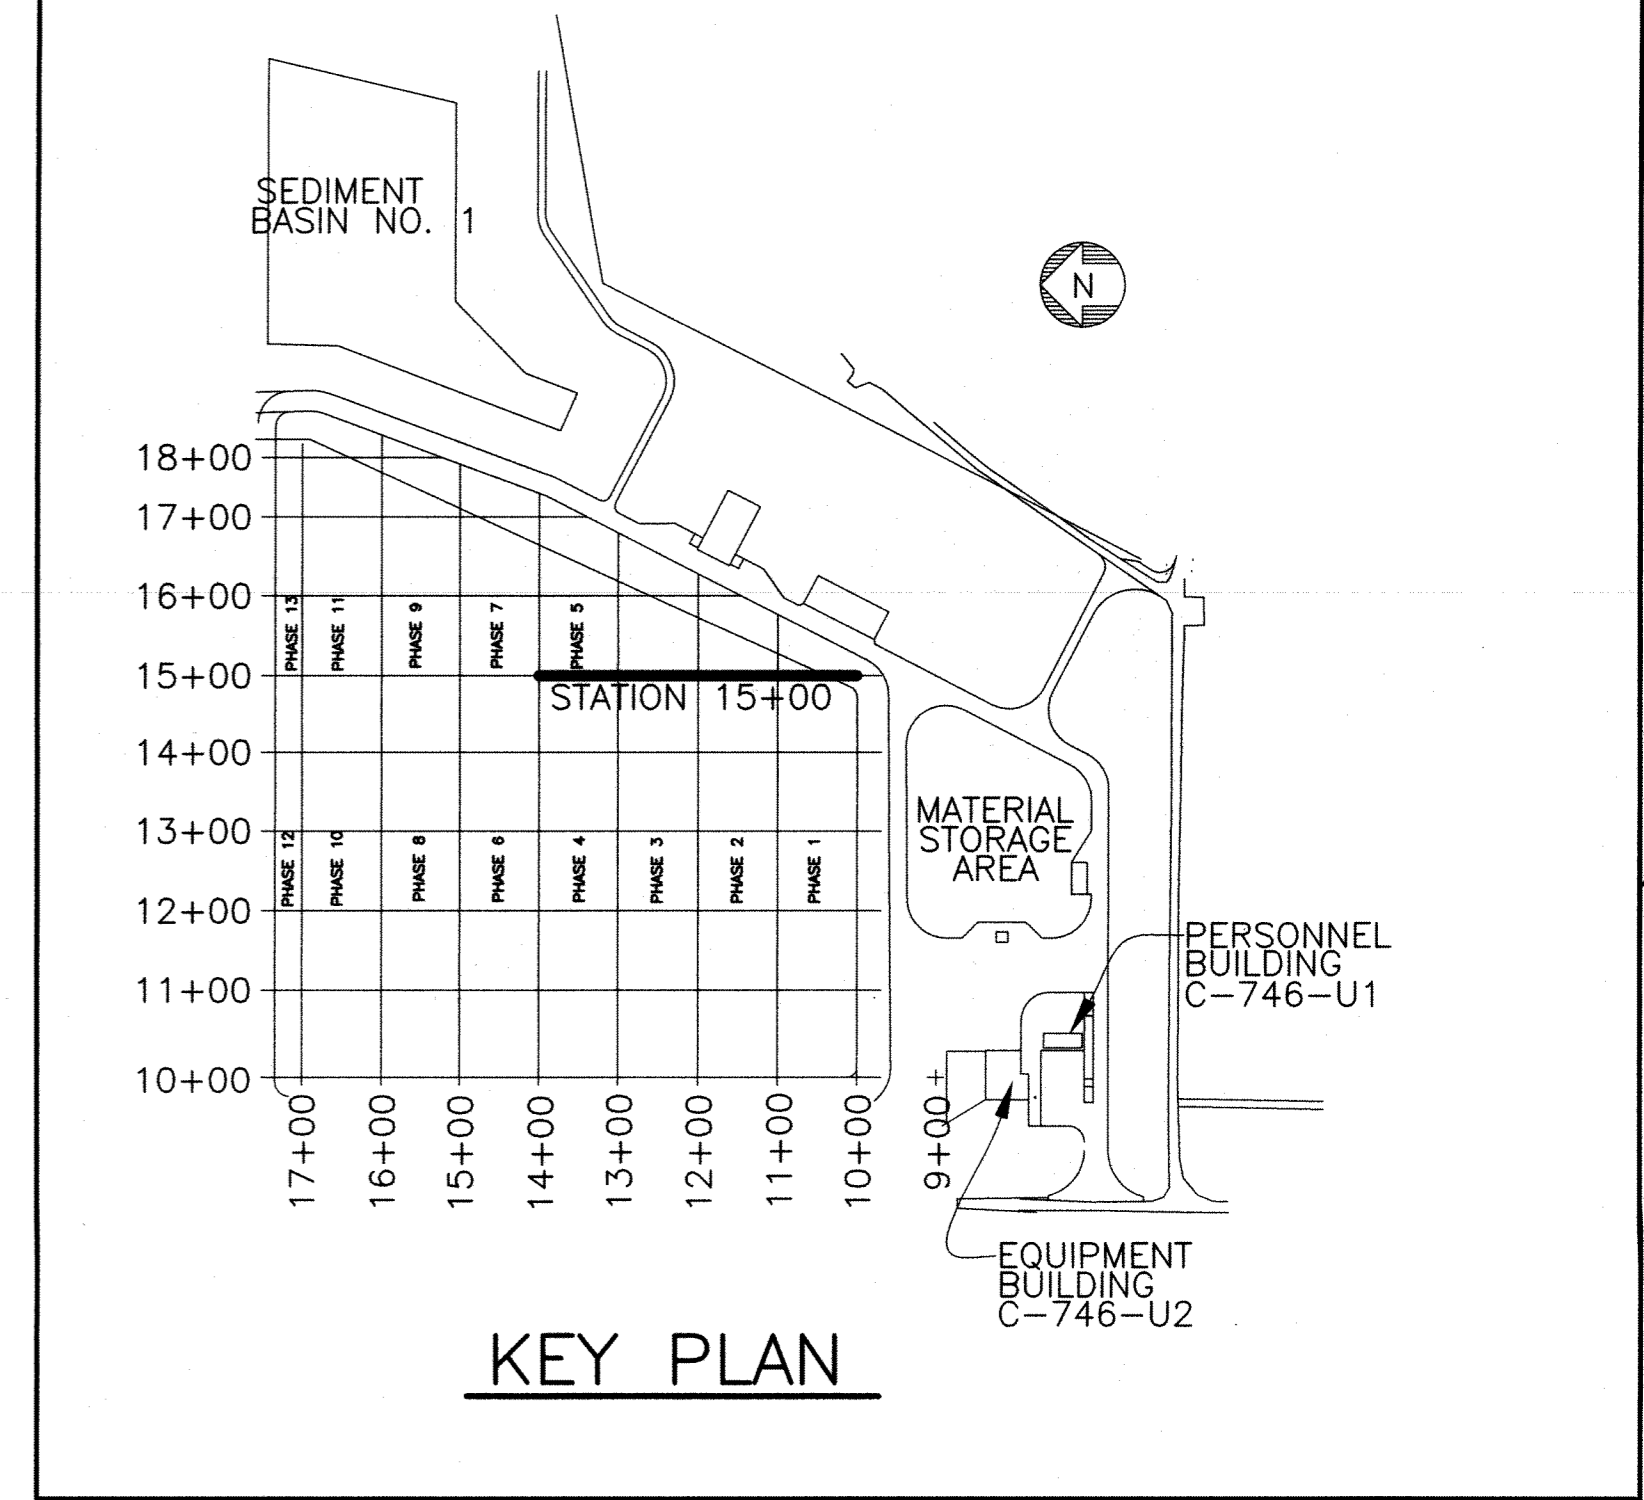 SEDIMENT
BASIN NO. 1
N
18+00
17+00
16+00
PHASE 13
PHASE 11
PHASE 9
PHASE 7
PHASE 5
15+00
STATION 15+00
14+00
13+00
MATERIAL
STORAGE
AREA
PHASE 12
PHASE 10
PHASE 8
PHASE 6
PHASE 4
PHASE 3
PHASE 2
PHASE 1
12+00
PERSONNEL
BUILDING
C-746-U1
11+00
10+00
17+00
16+00
15+00
14+00
13+00
12+00
11+00
10+00
9+00
EQUIPMENT
BUILDING
C-746-U2
KEY PLAN